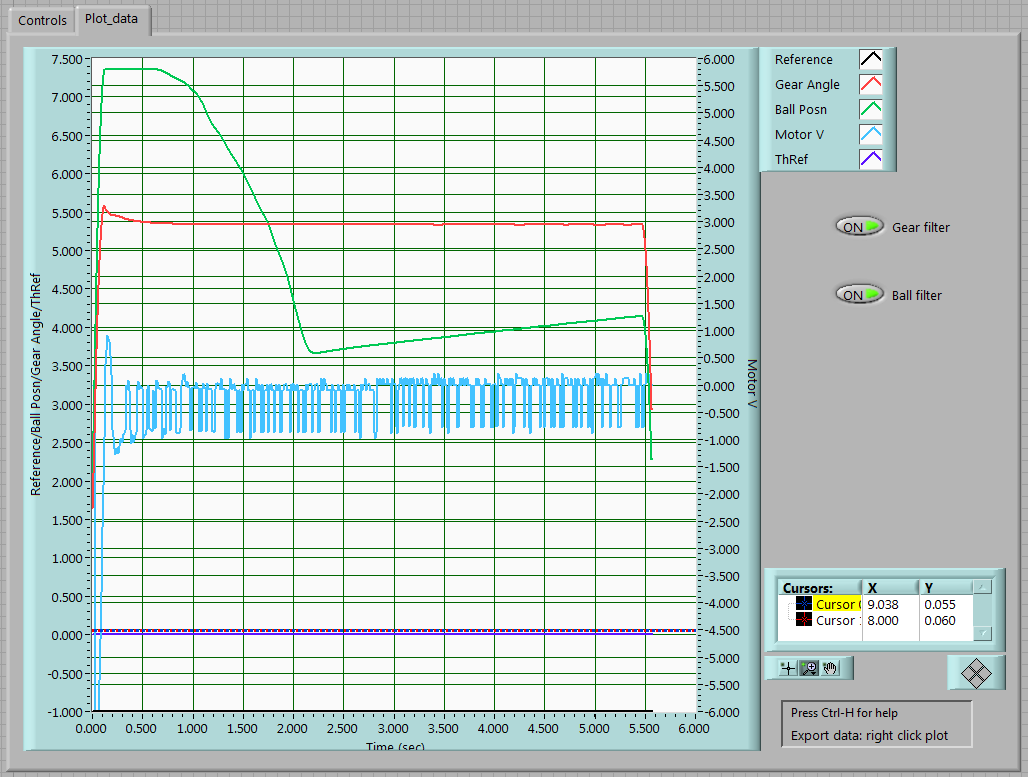 Controls
Plot_data
7.500
7.000
6.500
6.000
5.500
5.000
4.500
4.000
3.500
3.000
2.500
2.000
1.500
1.000
0.500
0.000
-0.500
-1.000
Reference/Ball Posn/Gear Angle/ThRef
6.000
5.500
5.000
4.500
4.000
3.500
3.000
2.500
2.000
1.500
1.000
0.500
0.000
-0.500
-1.000
-1.500
-2.000
-2.500
-3.000
-3.500
-4.000
-4.500
-5.000
-5.500
-6.000
Motor V
0.000 0.500 1.000 1.500 2.000 2.500 3.000 3.500 4.000 4.500 5.000 5.500 6.000
Time (sec)
Reference
Gear Angle
Ball Posn
Motor V
ThRef
ON Gear filter
ON Ball filter
Cursors: X Y
Cursor 9.038 0.055
Cursor 8.000 0.060
Press Ctrl-H for help
Export data: right click plot